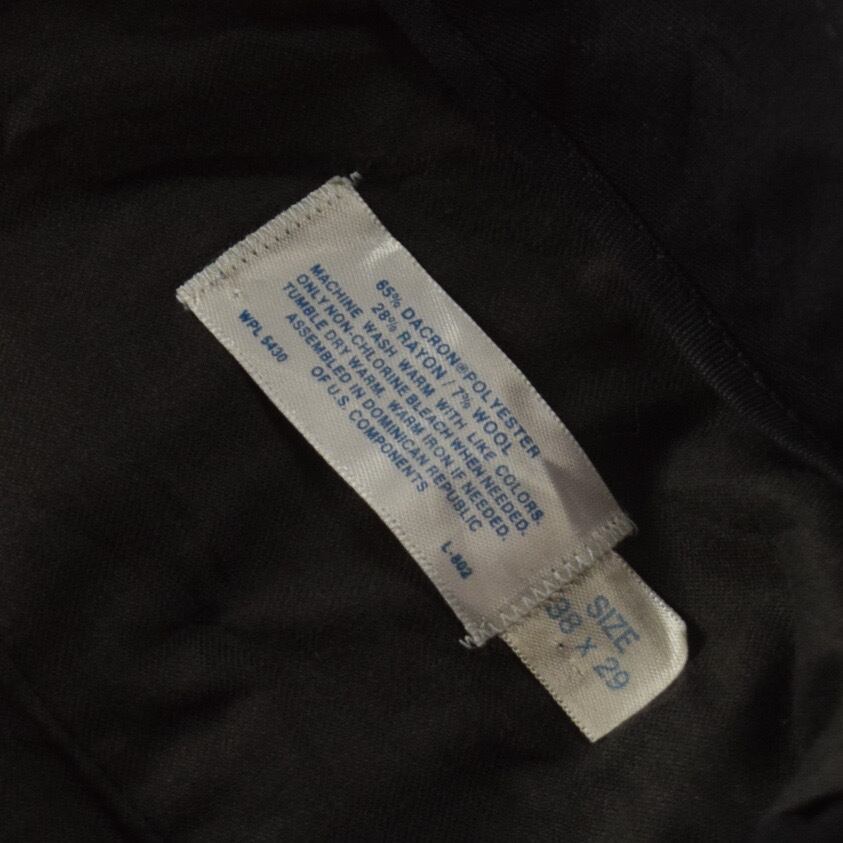 65% DACRON® POLYESTER
28% RAYON / 7% WOOL
MACHINE WASH WARM WITH LIKE COLORS.
ONLY NON-CHLORINE BLEACH WHEN NEEDED.
TUMBLE DRY WARM. WARM IRON IF NEEDED.
ASSEMBLED IN DOMINICAN REPUBLIC
OF U.S. COMPONENTS
WPL 5430
L-802
SIZE
38 X 29